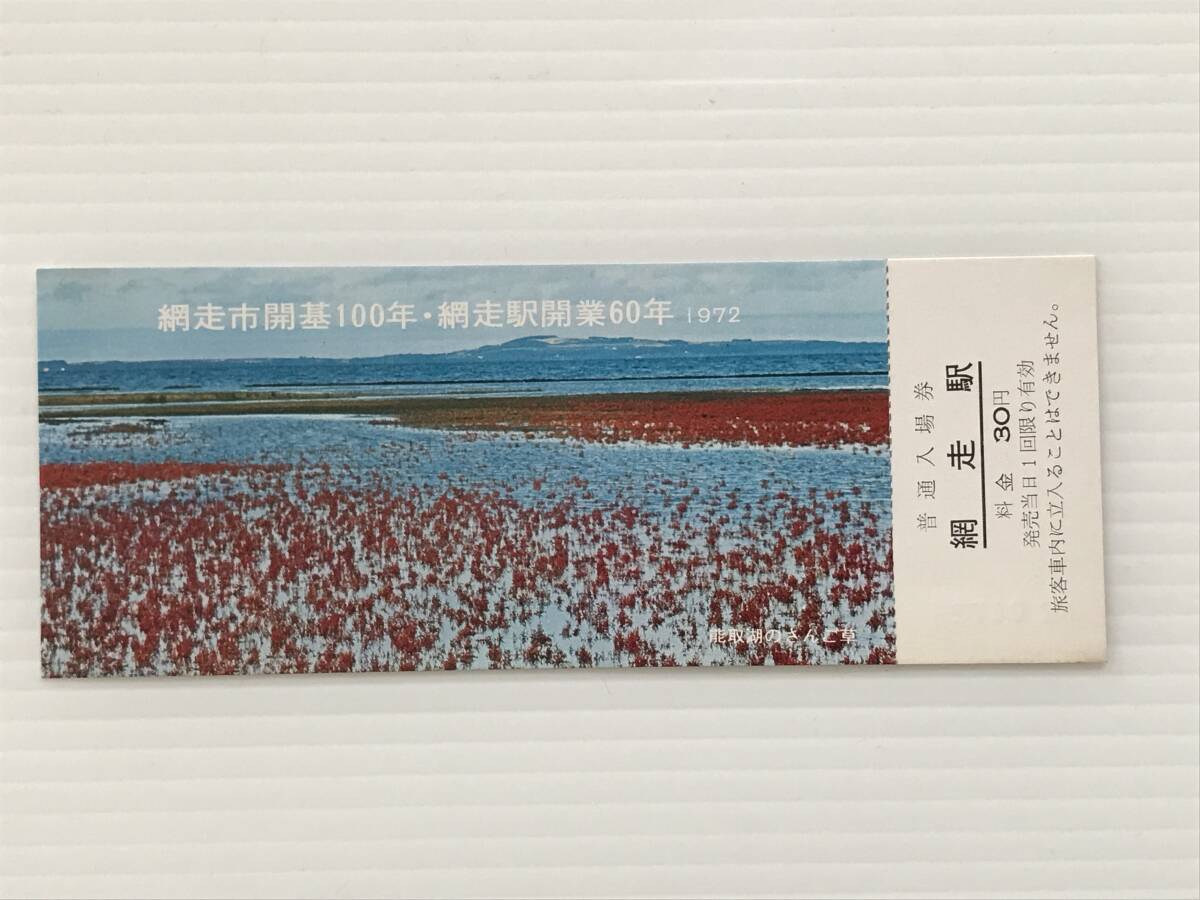 網走市開基100年・網走駅開業60年 1972
能取湖のさんご草
普通入場券
網走駅
料金 30円
発売当日1回限り有効
旅客車内に立入ることはできません。